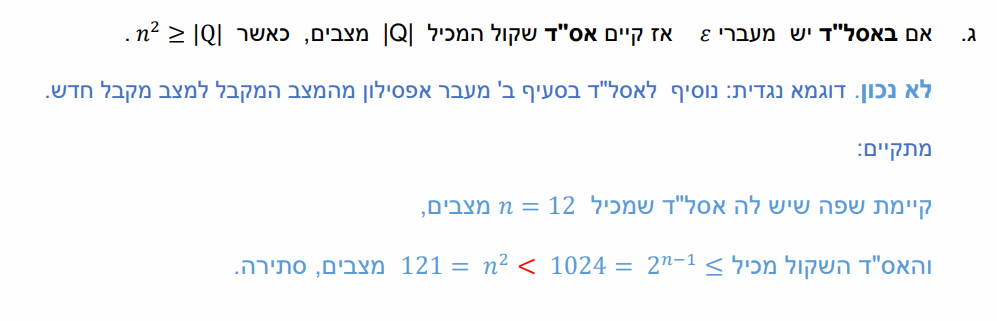 ג. אם באסל"ד יש מעברי ε אז קיים אס"ד שקול המכיל |Q| מצבים, כאשר n² ≥ |Q| .
לא נכון. דוגמא נגדית: נוסיף לאסל"ד בסעיף ב' מעבר אפסילון מהמצב המקבל למצב מקבל חדש.
מתקיים:
קיימת שפה שיש לה אסל"ד שמכיל n = 12 מצבים,
והאס"ד השקול מכיל ≥ 121 = n² < 1024 = 2ⁿ⁻¹ מצבים, סתירה.